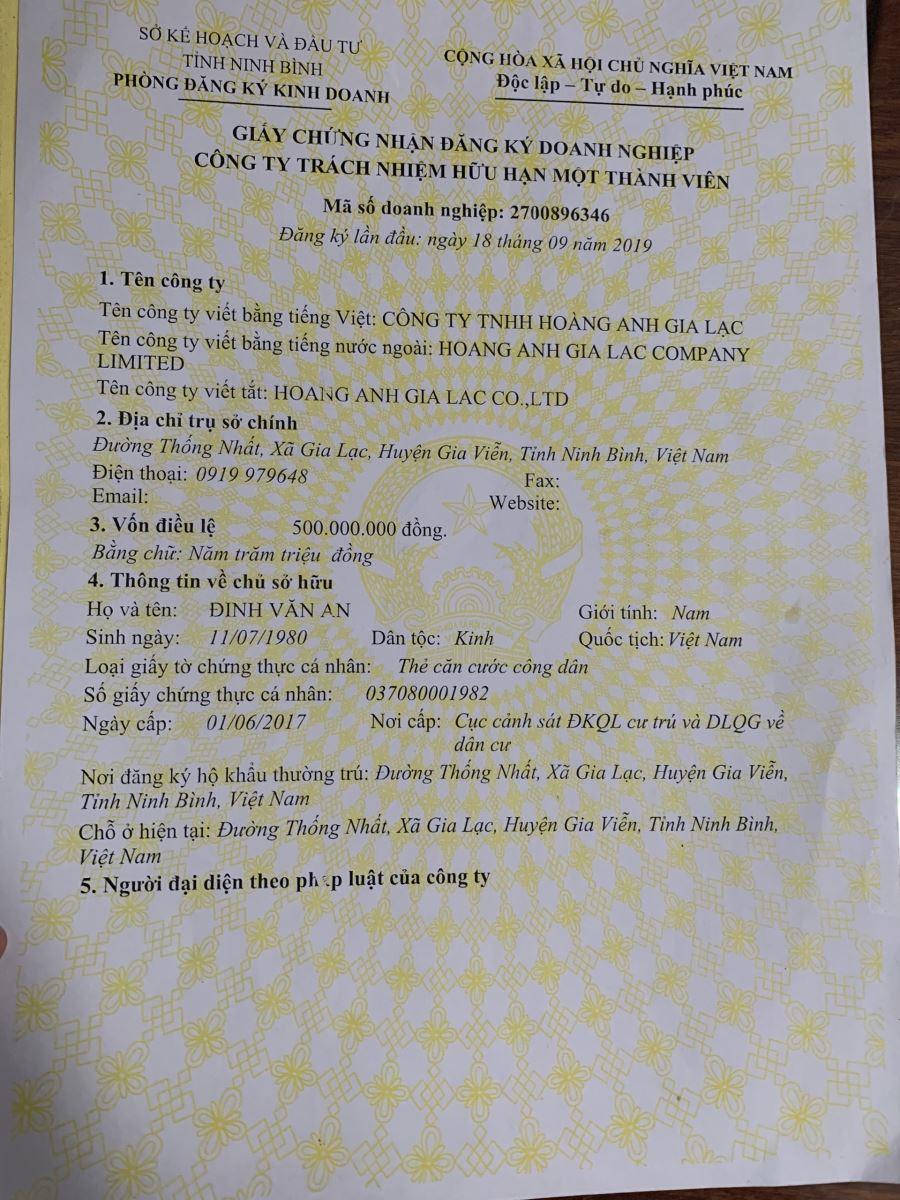 SỞ KẾ HOẠCH VÀ ĐẦU TƯ
TỈNH NINH BÌNH
PHÒNG ĐĂNG KÝ KINH DOANH
CỘNG HÒA XÃ HỘI CHỦ NGHĨA VIỆT NAM
Độc lập – Tự do – Hạnh phúc
GIẤY CHỨNG NHẬN ĐĂNG KÝ DOANH NGHIỆP
CÔNG TY TRÁCH NHIỆM HỮU HẠN MỘT THÀNH VIÊN
Mã số doanh nghiệp: 2700896346
Đăng ký lần đầu: ngày 18 tháng 09 năm 2019
1. Tên công ty
Tên công ty viết bằng tiếng Việt: CÔNG TY TNHH HOÀNG ANH GIA LẠC
Tên công ty viết bằng tiếng nước ngoài: HOANG ANH GIA LAC COMPANY
LIMITED
Tên công ty viết tắt: HOANG ANH GIA LAC CO.,LTD
2. Địa chỉ trụ sở chính
Đường Thống Nhất, Xã Gia Lạc, Huyện Gia Viễn, Tỉnh Ninh Bình, Việt Nam
Điện thoại: 0919 979648 Fax:
Email: Website:
3. Vốn điều lệ 500.000.000 đồng.
Bằng chữ: Năm trăm triệu đồng
4. Thông tin về chủ sở hữu
Họ và tên: ĐINH VĂN AN Giới tính: Nam
Sinh ngày: 11/07/1980 Dân tộc: Kinh Quốc tịch: Việt Nam
Loại giấy tờ chứng thực cá nhân: Thẻ căn cước công dân
Số giấy chứng thực cá nhân: 037080001982
Ngày cấp: 01/06/2017 Nơi cấp: Cục cảnh sát ĐKQL cư trú và DLQG về
dân cư
Nơi đăng ký hộ khẩu thường trú: Đường Thống Nhất, Xã Gia Lạc, Huyện Gia Viễn,
Tỉnh Ninh Bình, Việt Nam
Chỗ ở hiện tại: Đường Thống Nhất, Xã Gia Lạc, Huyện Gia Viễn, Tỉnh Ninh Bình,
Việt Nam
5. Người đại diện theo pháp luật của công ty